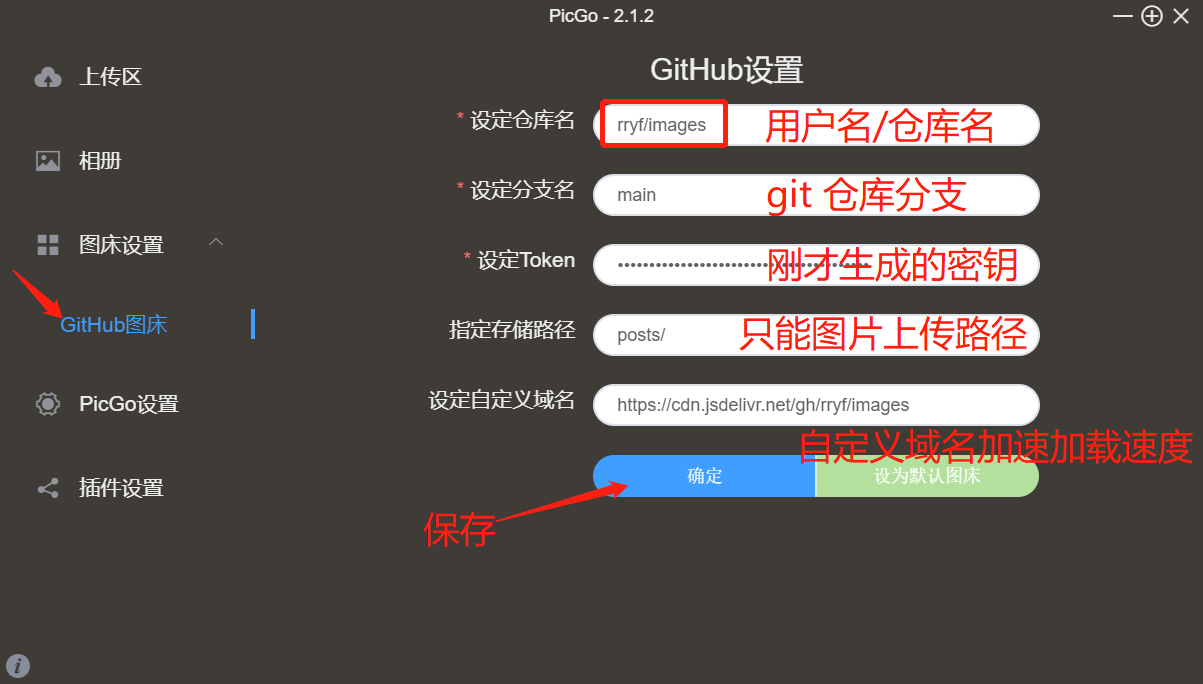 PicGo - 2.1.2
上传区
相册
图床设置
GitHub图床
PicGo设置
插件设置
GitHub设置
* 设定仓库名
rryf/images
用户名/仓库名
* 设定分支名
main
git 仓库分支
* 设定Token
刚才生成的密钥
指定存储路径
posts/
只能图片上传路径
设定自定义域名
https://cdn.jsdelivr.net/gh/rryf/images
自定义域名加速加载速度
确定
设为默认图床
保存